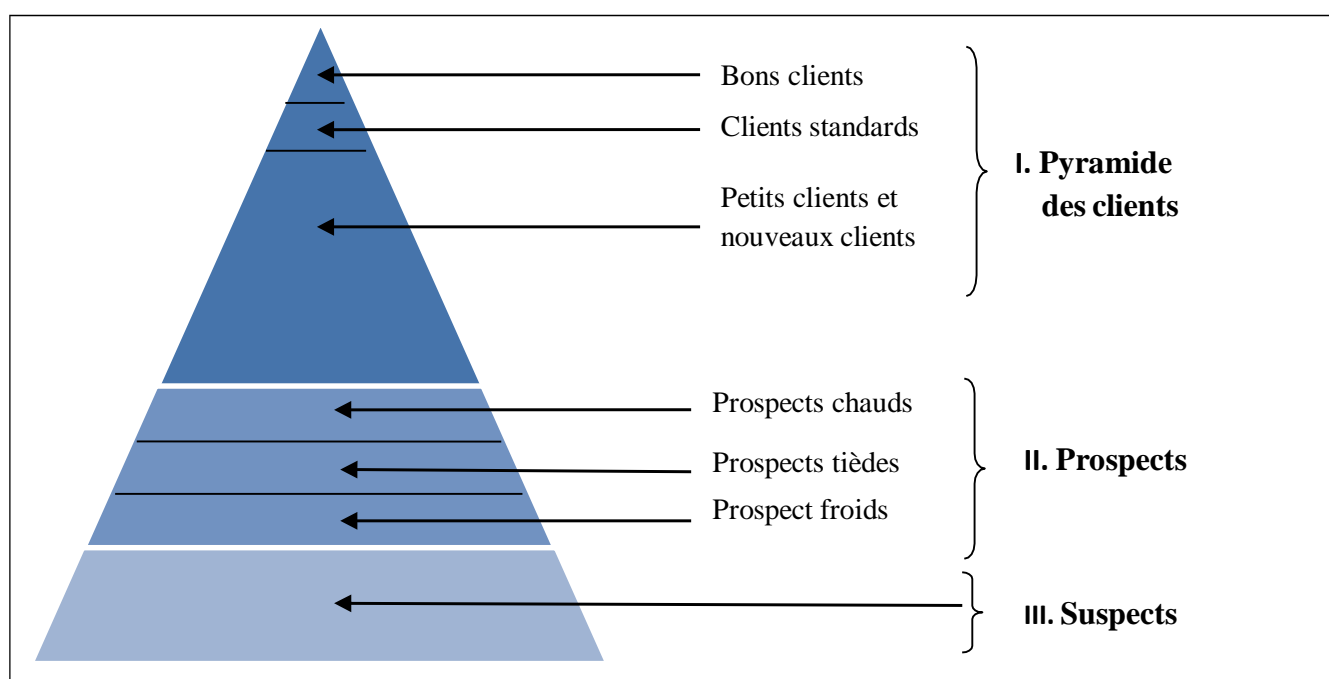 Bons clients
Clients standards
I. Pyramide
des clients
Petits clients et
nouveaux clients
Prospects chauds
Prospects tièdes
II. Prospects
Prospect froids
III. Suspects